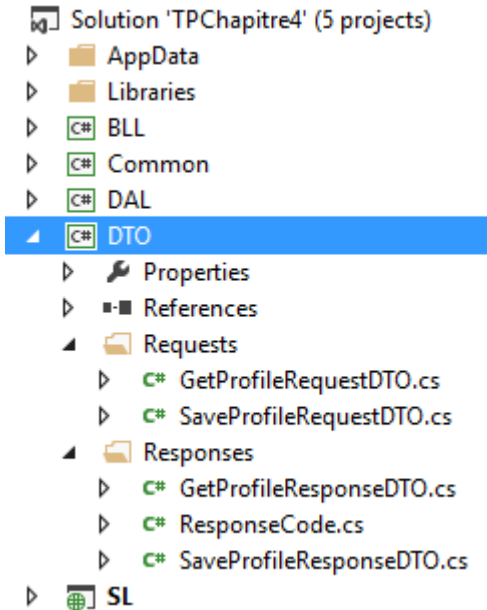 Solution 'TPChapitre4' (5 projects)
AppData
Libraries
C# BLL
C# Common
C# DAL
C# DTO
Properties
References
Requests
C# GetProfileRequestDTO.cs
C# SaveProfileRequestDTO.cs
Responses
C# GetProfileResponseDTO.cs
C# ResponseCode.cs
C# SaveProfileResponseDTO.cs
SL